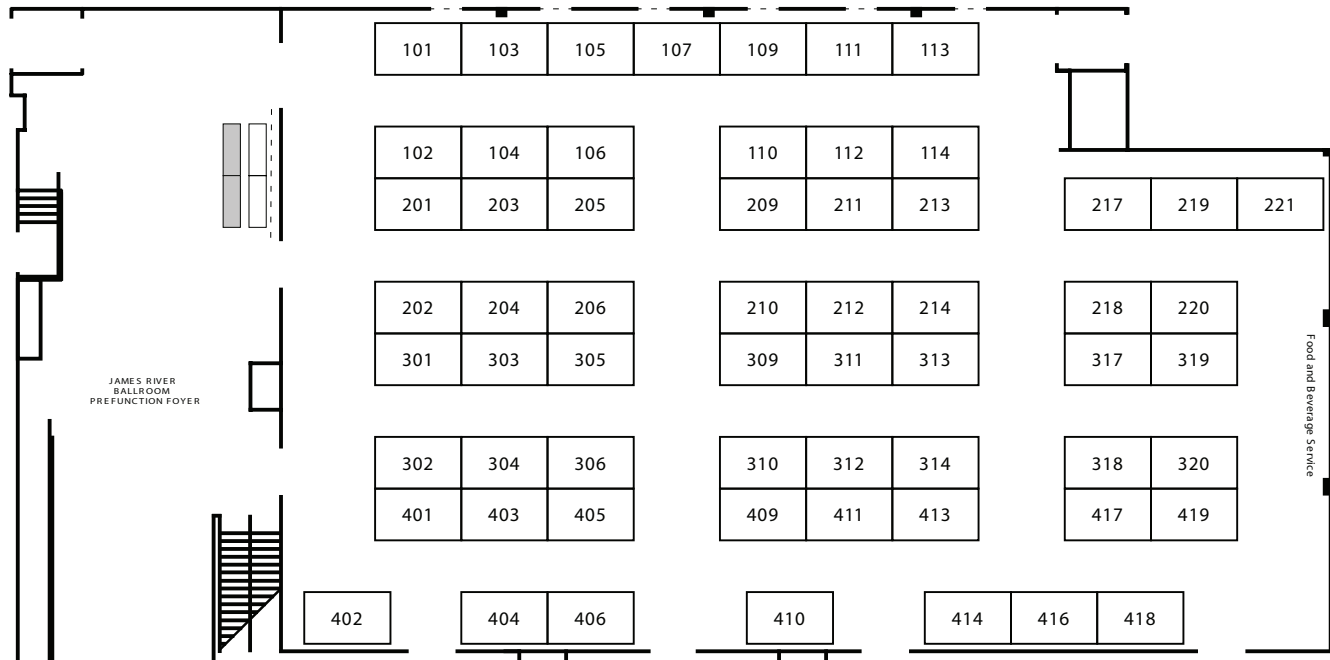 101 103 105 107 109 111 113
102 104 106 110 112 114
201 203 205 209 211 213 217 219 221
202 204 206 210 212 214 218 220
301 303 305 309 311 313 317 319
Food and Beverage Service
JAMES RIVER
BALLROOM
PREFUNCTION FOYER
302 304 306 310 312 314 318 320
401 403 405 409 411 413 417 419
402 404 406 410 414 416 418